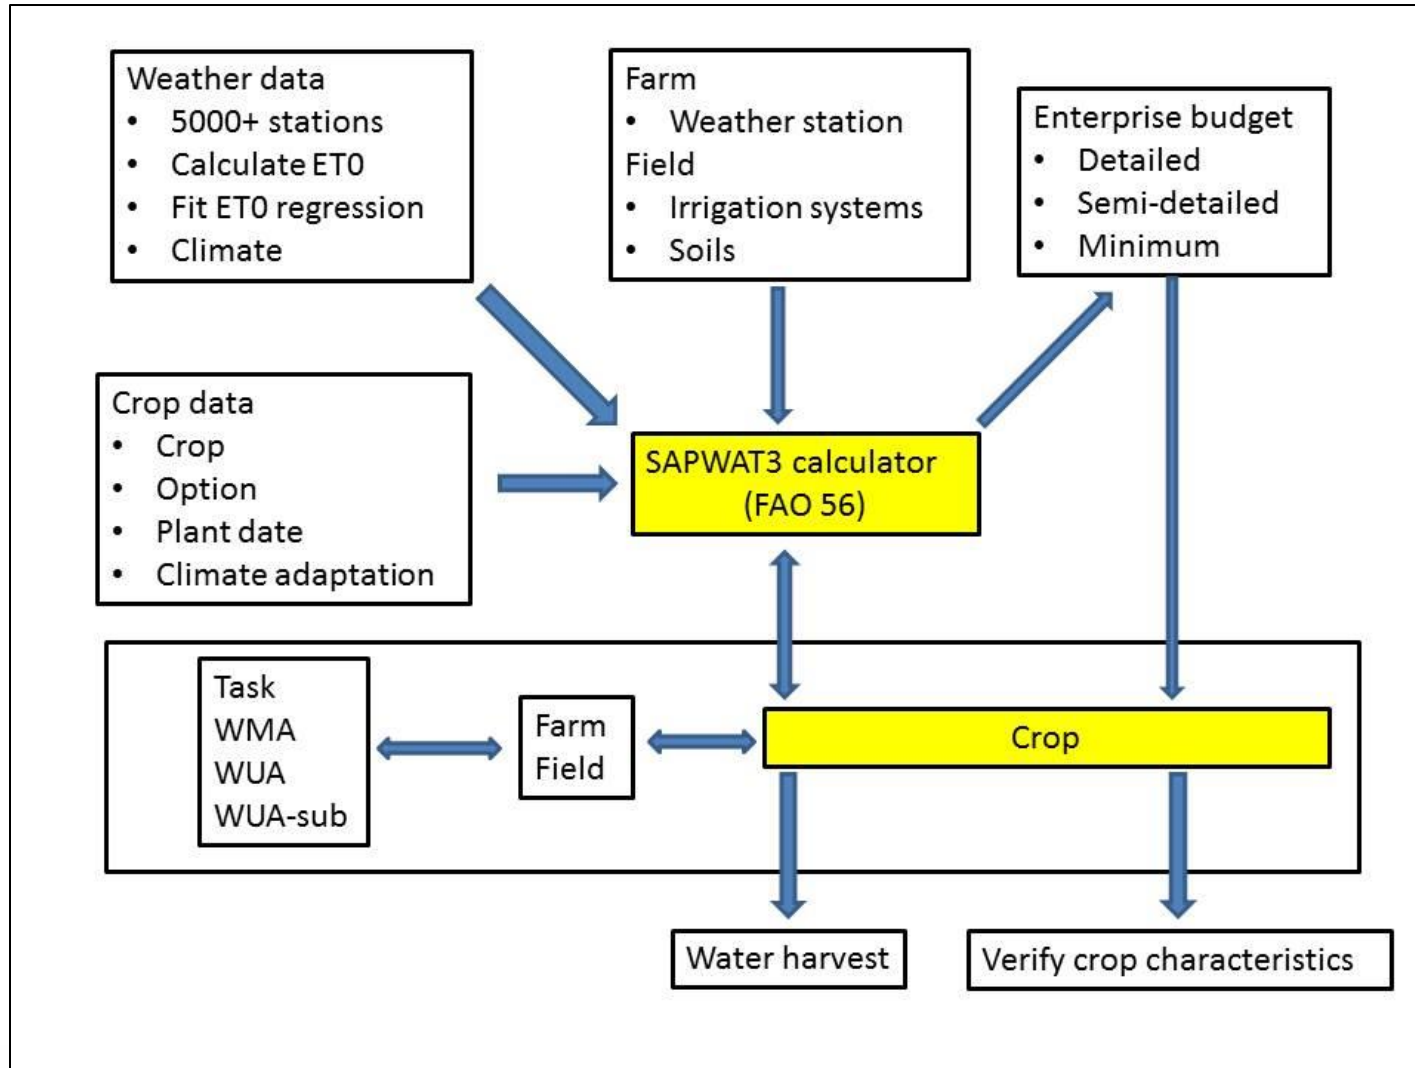 Weather data
• 5000+ stations
• Calculate ET0
• Fit ET0 regression
• Climate
Farm
• Weather station
Field
• Irrigation systems
• Soils
Enterprise budget
• Detailed
• Semi-detailed
• Minimum
Crop data
• Crop
• Option
• Plant date
• Climate adaptation
SAPWAT3 calculator
(FAO 56)
Task
WMA
WUA
WUA-sub
Farm
Field
Crop
Water harvest
Verify crop characteristics